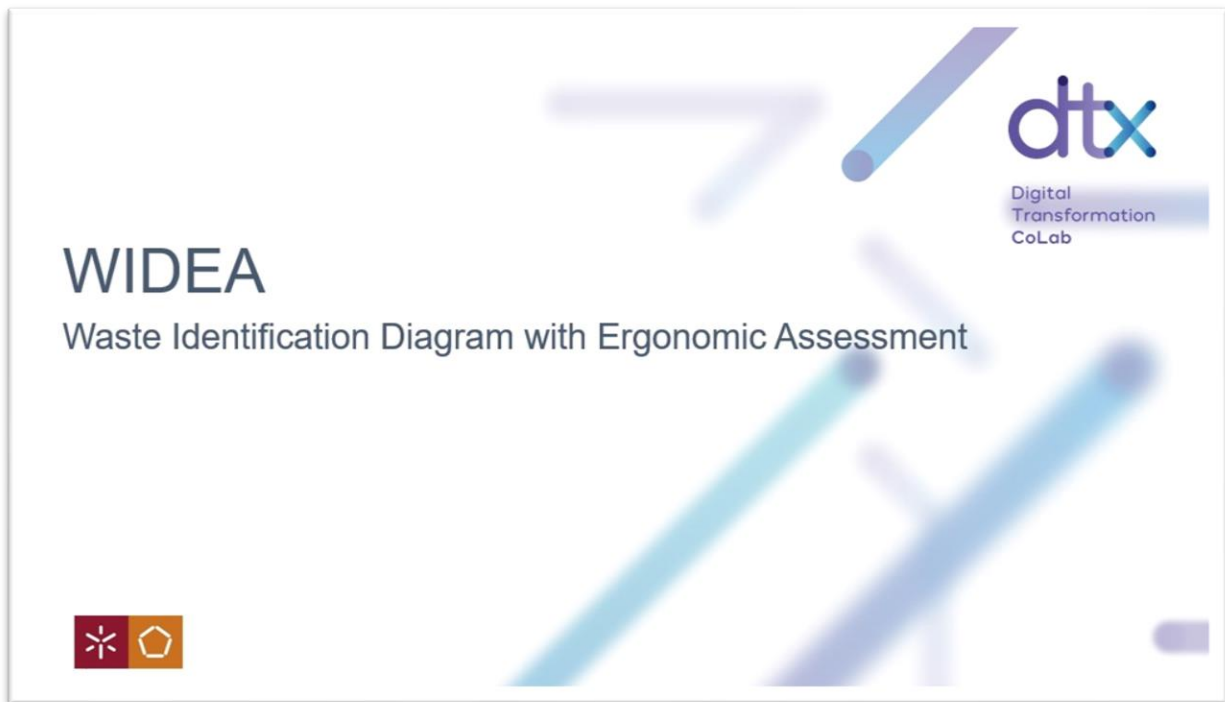 dtx
Digital
Transformation
CoLab
WIDEA
Waste Identification Diagram with Ergonomic Assessment